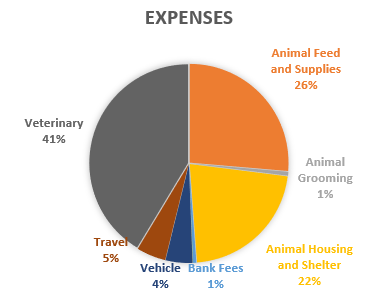 EXPENSES
Animal Feed
and Supplies
26%
Animal
Grooming
1%
Animal Housing
and Shelter
22%
Bank Fees
1%
Vehicle
4%
Travel
5%
Veterinary
41%